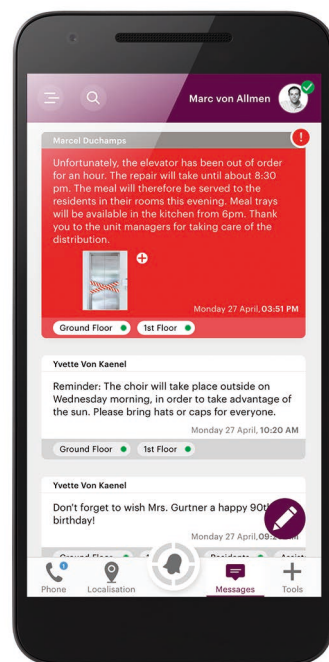 Marc von Allmen
Marcel Duchamps
Unfortunately, the elevator has been out of order
for an hour. The repair will take until about 8:30
pm. The meal will therefore be served to the
residents in their rooms this evening. Meal trays
will be available in the kitchen from 6pm. Thank
you to the unit managers for taking care of the
distribution.
Monday 27 April, 03:51 PM
Ground Floor 1st Floor
Yvette Von Kaenel
Reminder: The choir will take place outside on
Wednesday morning, in order to take advantage of
the sun. Please bring hats or caps for everyone.
Monday 27 April, 10:20 AM
Ground Floor 1st Floor
Yvette Von Kaenel
Don't forget to wish Mrs. Gurtner a happy 90th
birthday!
Monday 27 April, 09:2
Phone 1 Localisation Messages Tools